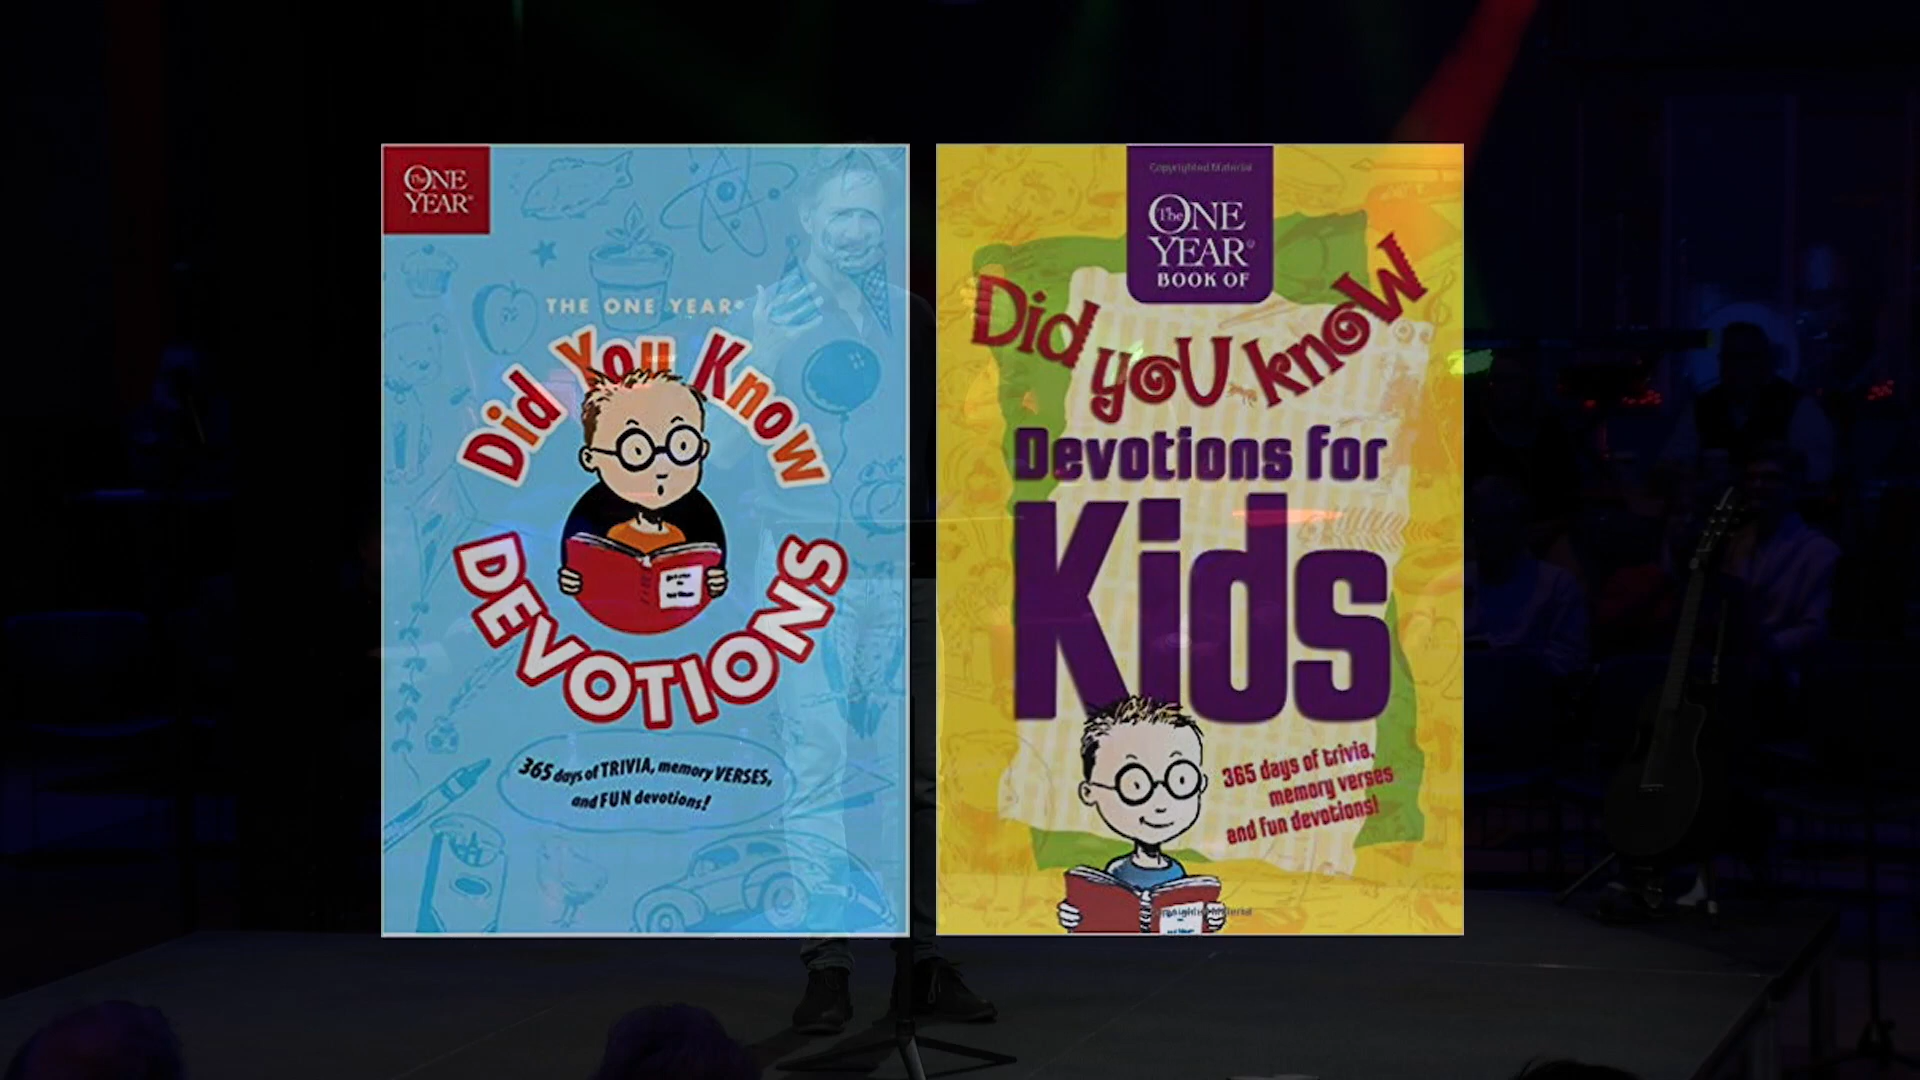 The ONE
YEAR®
THE ONE YEAR®
Did You Know
DEVOTIONS
365 days of TRIVIA, memory VERSES,
and FUN devotions!
Copyrighted Material
The ONE
YEAR®
BOOK OF
Did yoU knoW
Devotions for
Kids
365 days of trivia,
memory verses
and fun devotions!
Copyrighted Material